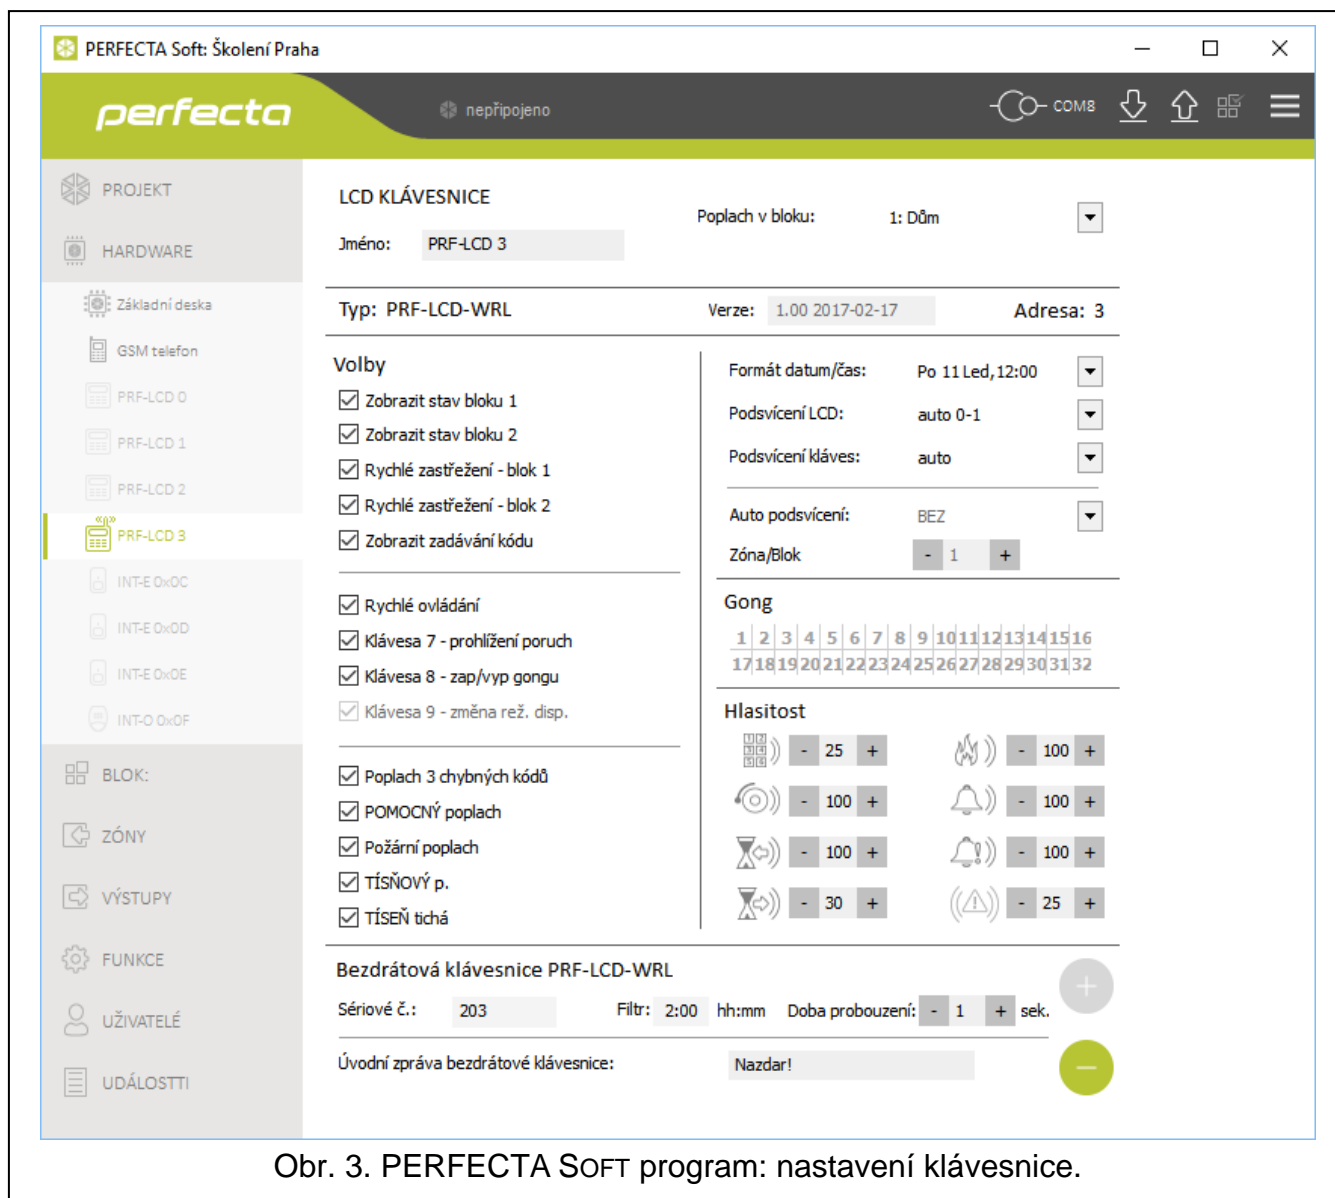 PERFECTA Soft: Školení Praha
perfecta
nepřipojeno
COM8
PROJEKT
HARDWARE
Základní deska
GSM telefon
PRF-LCD 0
PRF-LCD 1
PRF-LCD 2
PRF-LCD 3
INT-E 0x0C
INT-E 0x0D
INT-E 0x0E
INT-O 0x0F
BLOK:
ZÓNY
VÝSTUPY
FUNKCE
UŽIVATELÉ
UDÁLOSTTI
LCD KLÁVESNICE
Poplach v bloku: 1: Dům
Jméno: PRF-LCD 3
Typ: PRF-LCD-WRL Verze: 1.00 2017-02-17 Adresa: 3
Volby
Zobrazit stav bloku 1
Zobrazit stav bloku 2
Rychlé zastřežení - blok 1
Rychlé zastřežení - blok 2
Zobrazit zadávání kódu
Rychlé ovládání
Klávesa 7 - prohlížení poruch
Klávesa 8 - zap/vyp gongu
Klávesa 9 - změna rež. disp.
Poplach 3 chybných kódů
POMOCNÝ poplach
Požární poplach
TÍSŇOVÝ p.
TÍSEŇ tichá
Formát datum/čas: Po 11 Led, 12:00
Podsvícení LCD: auto 0-1
Podsvícení kláves: auto
Auto podsvícení: BEZ
Zóna/Blok - 1 +
Gong
1 2 3 4 5 6 7 8 9 10 11 12 13 14 15 16
17 18 19 20 21 22 23 24 25 26 27 28 29 30 31 32
Hlasitost
- 25 + - 100 +
- 100 + - 100 +
- 100 + - 100 +
- 30 + - 25 +
Bezdrátová klávesnice PRF-LCD-WRL
Sériové č.: 203 Filtr: 2:00 hh:mm Doba probouzení: - 1 + sek.
Úvodní zpráva bezdrátové klávesnice: Nazdar!
Obr. 3. PERFECTA SOFT program: nastavení klávesnice.